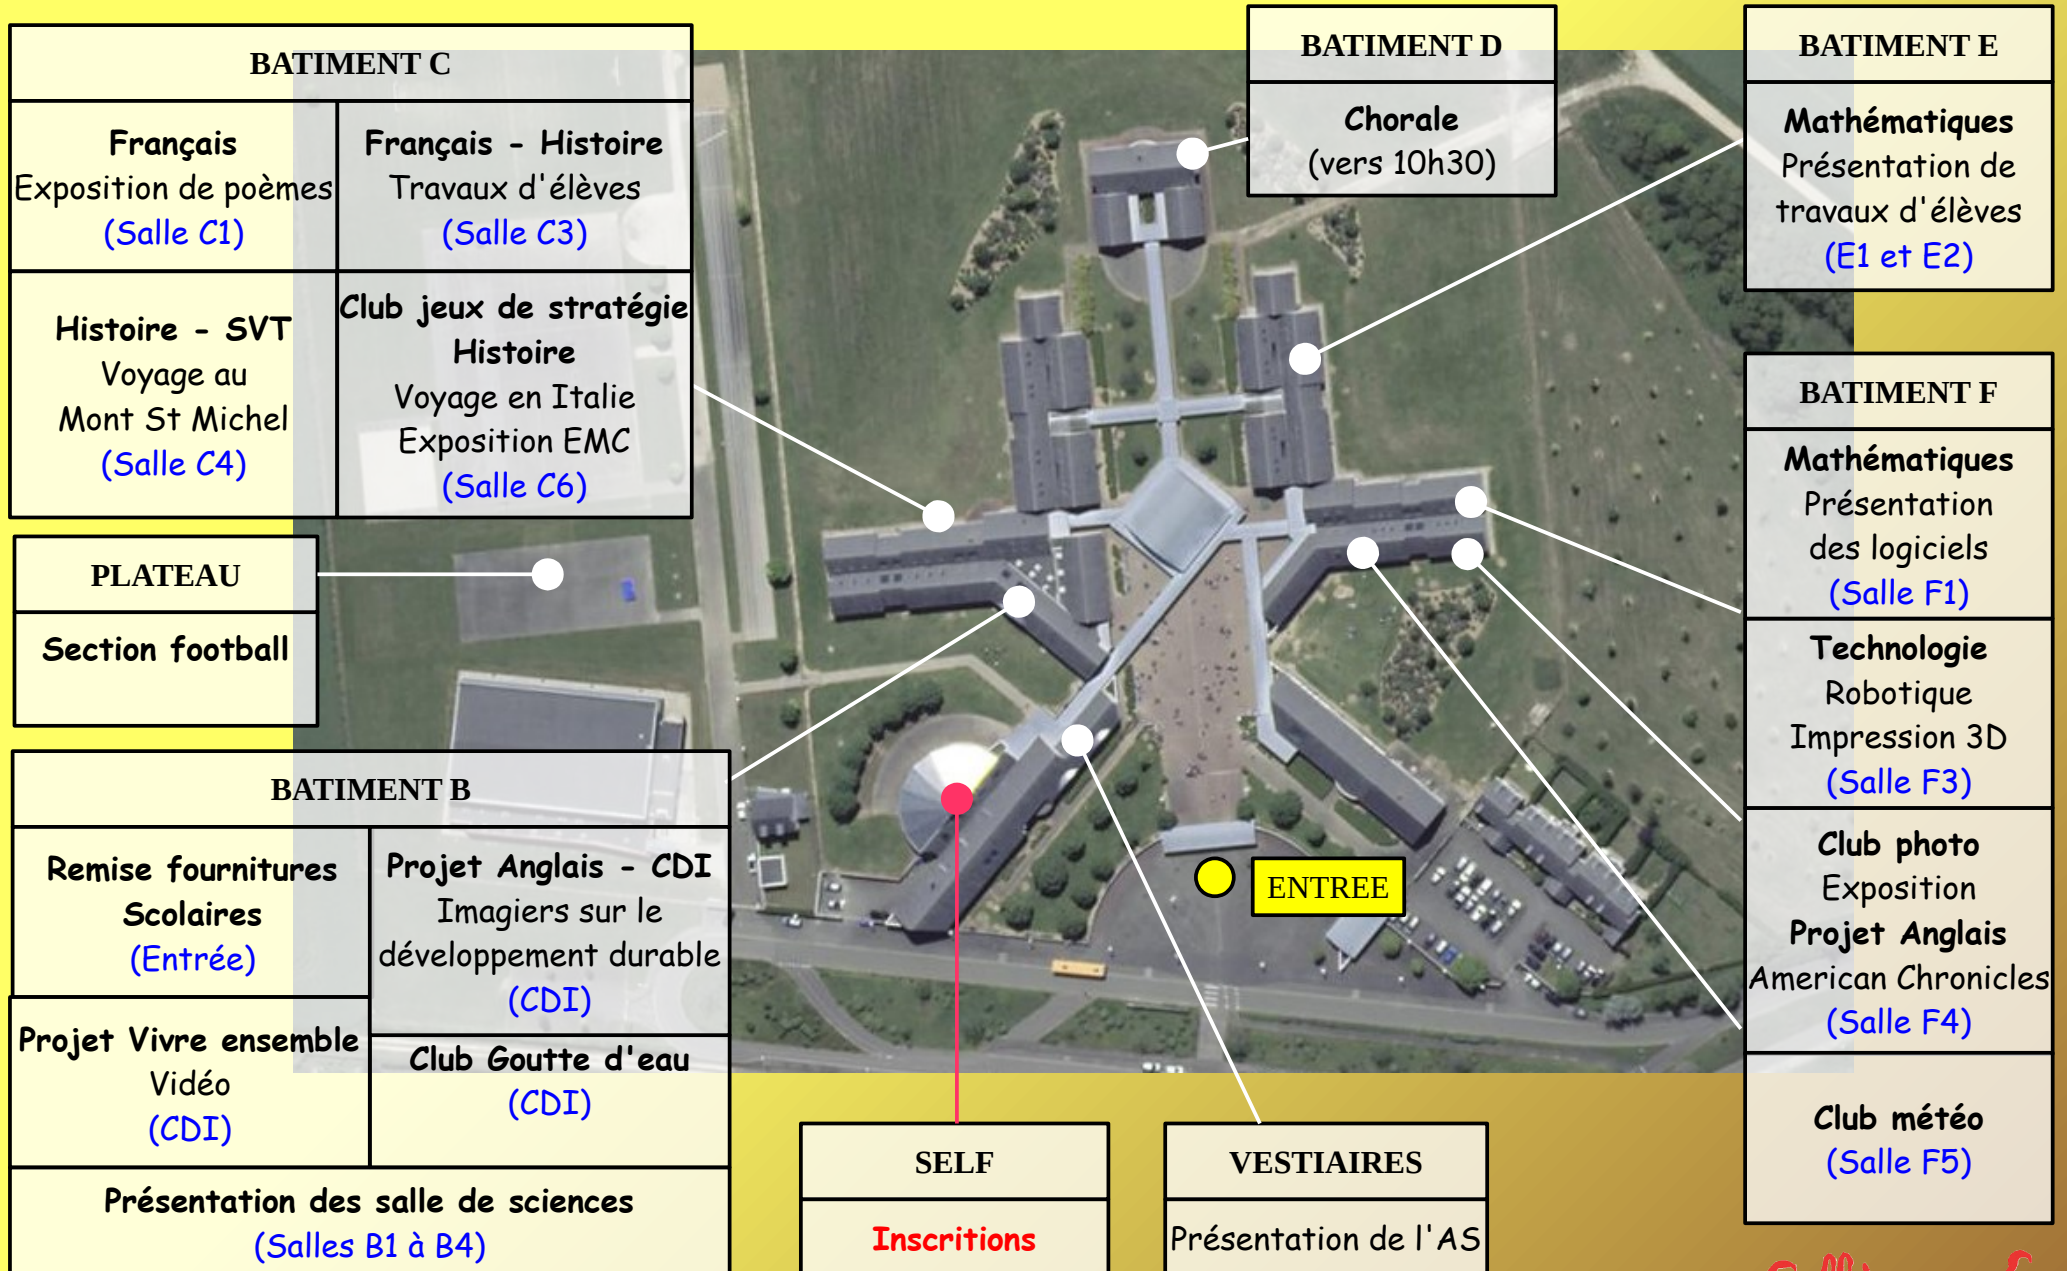 BATIMENT C
Français
Exposition de poèmes
(Salle C1)
Français - Histoire
Travaux d'élèves
(Salle C3)
Histoire - SVT
Voyage au
Mont St Michel
(Salle C4)
Club jeux de stratégie
Histoire
Voyage en Italie
Exposition EMC
(Salle C6)
PLATEAU
Section football
BATIMENT B
Remise fournitures
Scolaires
(Entrée)
Projet Anglais - CDI
Imagiers sur le
développement durable
(CDI)
Projet Vivre ensemble
Vidéo
(CDI)
Club Goutte d'eau
(CDI)
Présentation des salle de sciences
(Salles B1 à B4)
SELF
Inscritions
VESTIAIRES
Présentation de l'AS
ENTREE
BATIMENT D
Chorale
(vers 10h30)
BATIMENT E
Mathématiques
Présentation de
travaux d'élèves
(E1 et E2)
BATIMENT F
Mathématiques
Présentation
des logiciels
(Salle F1)
Technologie
Robotique
Impression 3D
(Salle F3)
Club photo
Exposition
Projet Anglais
American Chronicles
(Salle F4)
Club météo
(Salle F5)